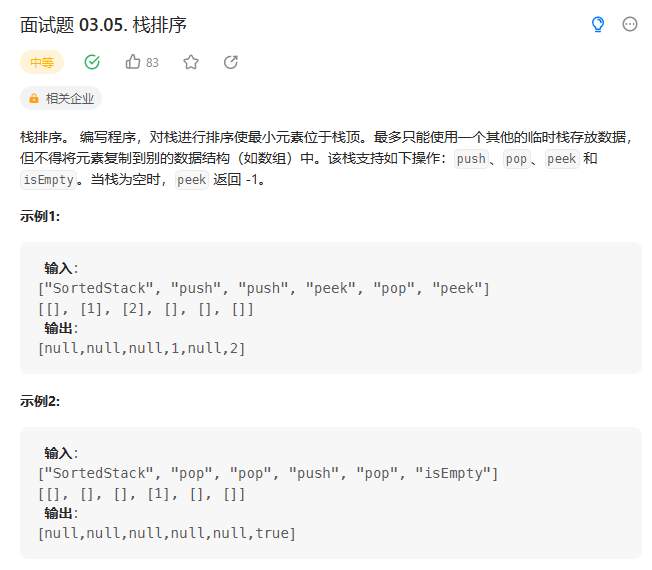 面试题 03.05. 栈排序
中等 83
相关企业
栈排序。 编写程序，对栈进行排序使最小元素位于栈顶。最多只能使用一个其他的临时栈存放数据，
但不得将元素复制到别的数据结构（如数组）中。该栈支持如下操作：push、pop、peek 和
isEmpty。当栈为空时，peek 返回 -1。
示例1:
输入：
["SortedStack", "push", "push", "peek", "pop", "peek"]
[[], [1], [2], [], [], []]
输出：
[null,null,null,1,null,2]
示例2:
输入：
["SortedStack", "pop", "pop", "push", "pop", "isEmpty"]
[[], [], [], [1], [], []]
输出：
[null,null,null,null,null,true]